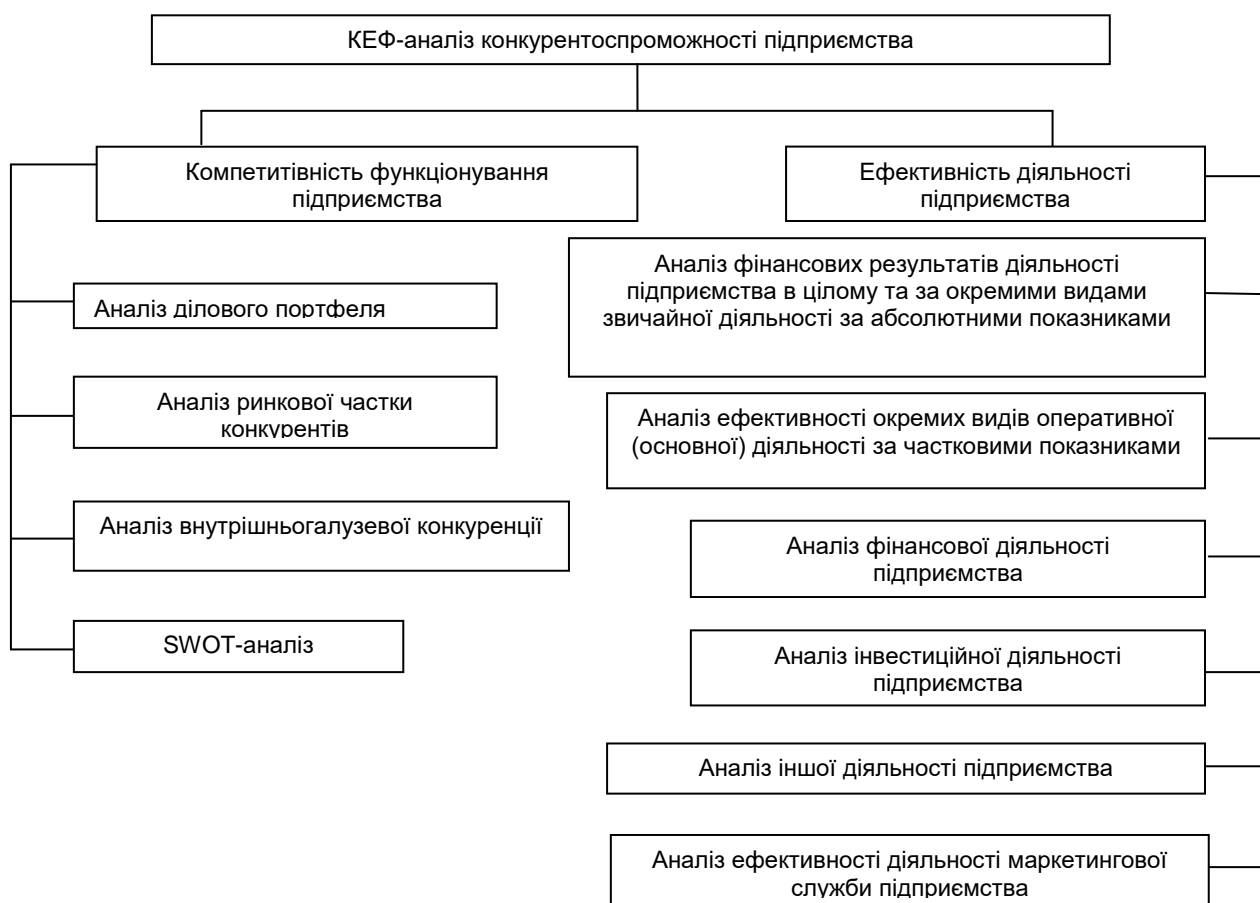 КЕФ-аналіз конкурентоспроможності підприємства
Компетитівність функціонування
підприємства
Аналіз ділового портфеля
Аналіз ринкової частки
конкурентів
Аналіз внутрішньогалузевої конкуренції
SWOT-аналіз
Ефективність діяльності
підприємства
Аналіз фінансових результатів діяльності
підприємства в цілому та за окремими видами
звичайної діяльності за абсолютними показниками
Аналіз ефективності окремих видів оперативної
(основної) діяльності за частковими показниками
Аналіз фінансової діяльності
підприємства
Аналіз інвестиційної діяльності
підприємства
Аналіз іншої діяльності підприємства
Аналіз ефективності діяльності маркетингової
служби підприємства